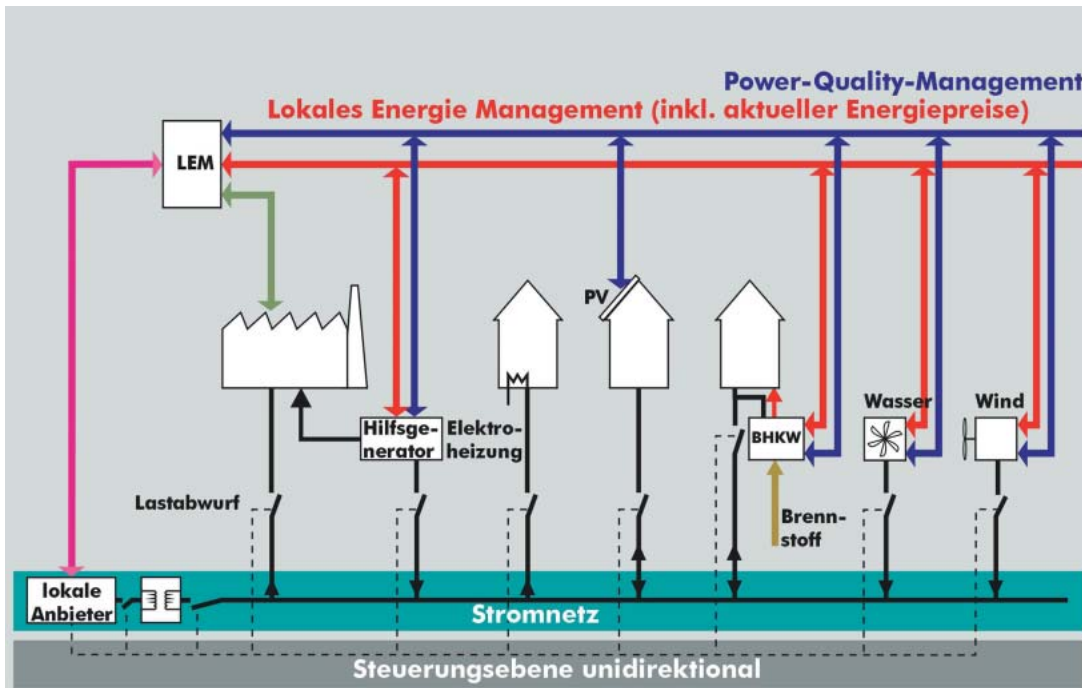 Power-Quality-Management
Lokales Energie Management (inkl. aktueller Energiepreise)
LEM
PV
Wasser
Wind
Hilfsge-
nerator
Elektro-
heizung
BHKW
Lastabwurf
Brenn-
stoff
lokale
Anbieter
Stromnetz
Steuerungsebene unidirektional